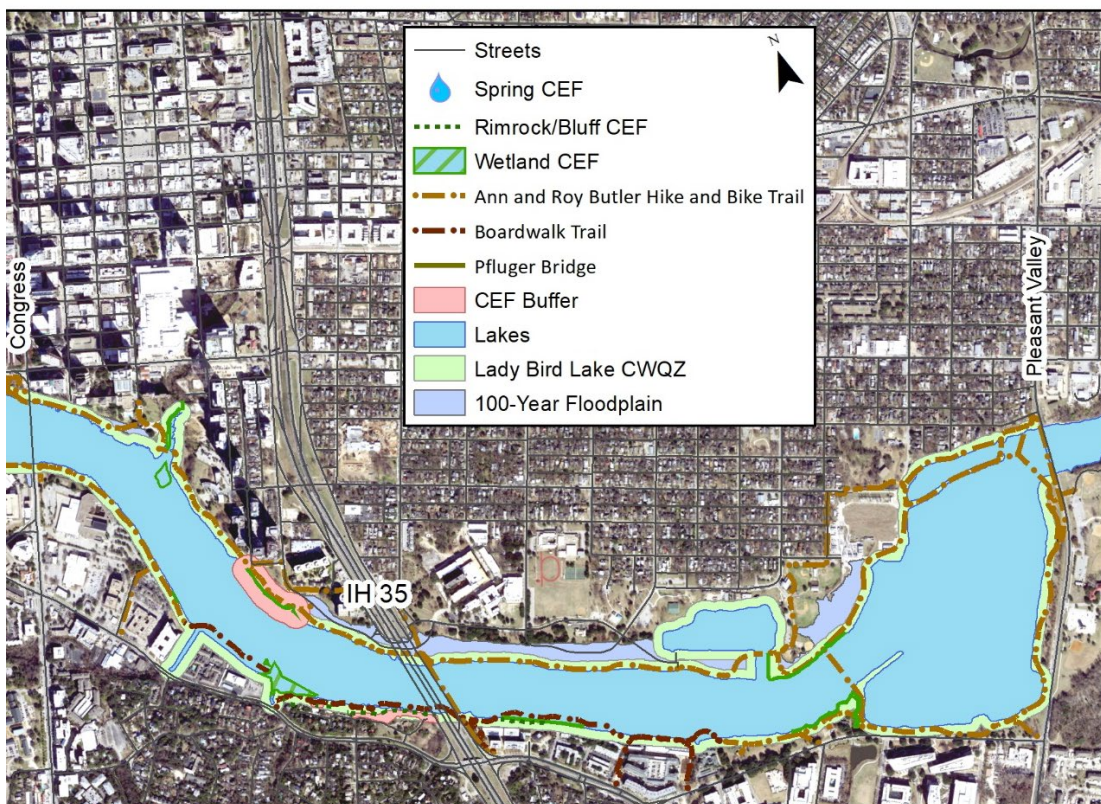 N
Streets
Spring CEF
Rimrock/Bluff CEF
Wetland CEF
Ann and Roy Butler Hike and Bike Trail
Boardwalk Trail
Pfluger Bridge
CEF Buffer
Lakes
Lady Bird Lake CWQZ
100-Year Floodplain
Congress
Pleasant Valley
IH 35